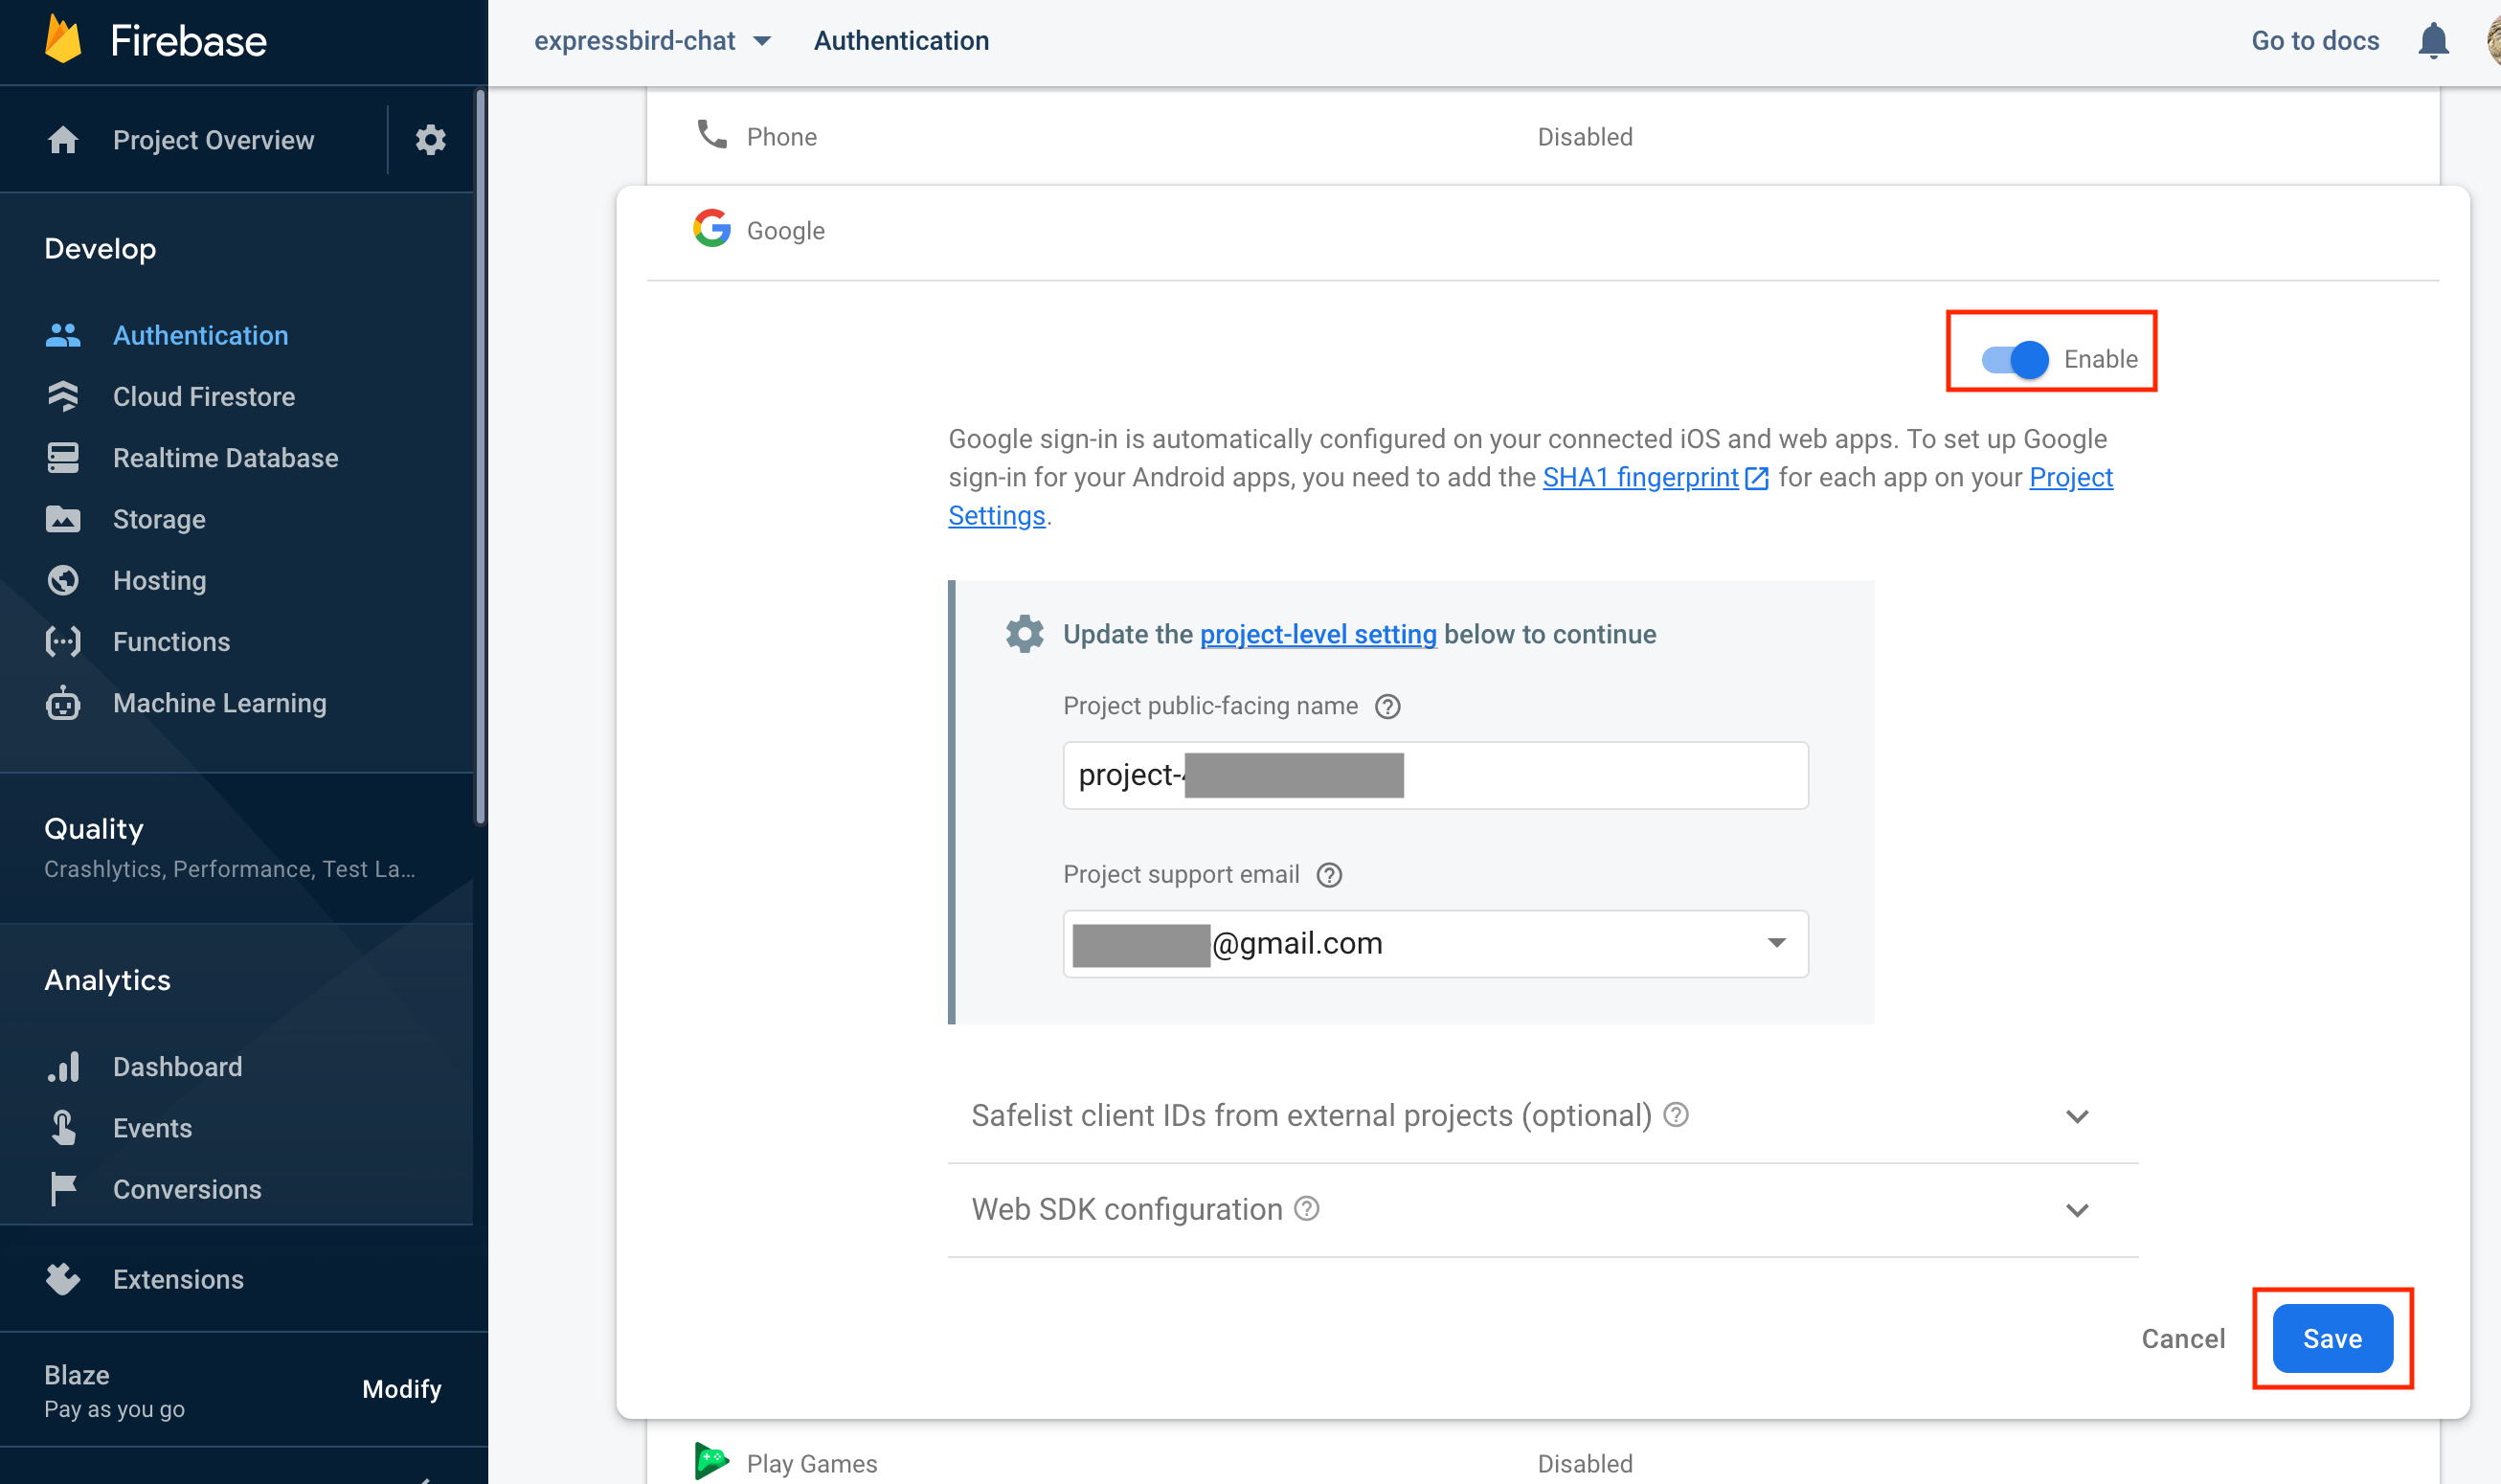 Firebase
expressbird-chat
Authentication
Go to docs
Project Overview
Develop
Authentication
Cloud Firestore
Realtime Database
Storage
Hosting
Functions
Machine Learning
Quality
Crashlytics, Performance, Test La...
Analytics
Dashboard
Events
Conversions
Extensions
Blaze
Pay as you go
Modify
Phone
Disabled
Google
Enable
Google sign-in is automatically configured on your connected iOS and web apps. To set up Google
sign-in for your Android apps, you need to add the SHA1 fingerprint for each app on your Project
Settings.
Update the project-level setting below to continue
Project public-facing name
project-
Project support email
@gmail.com
Safelist client IDs from external projects (optional)
Web SDK configuration
Cancel
Save
Play Games
Disabled